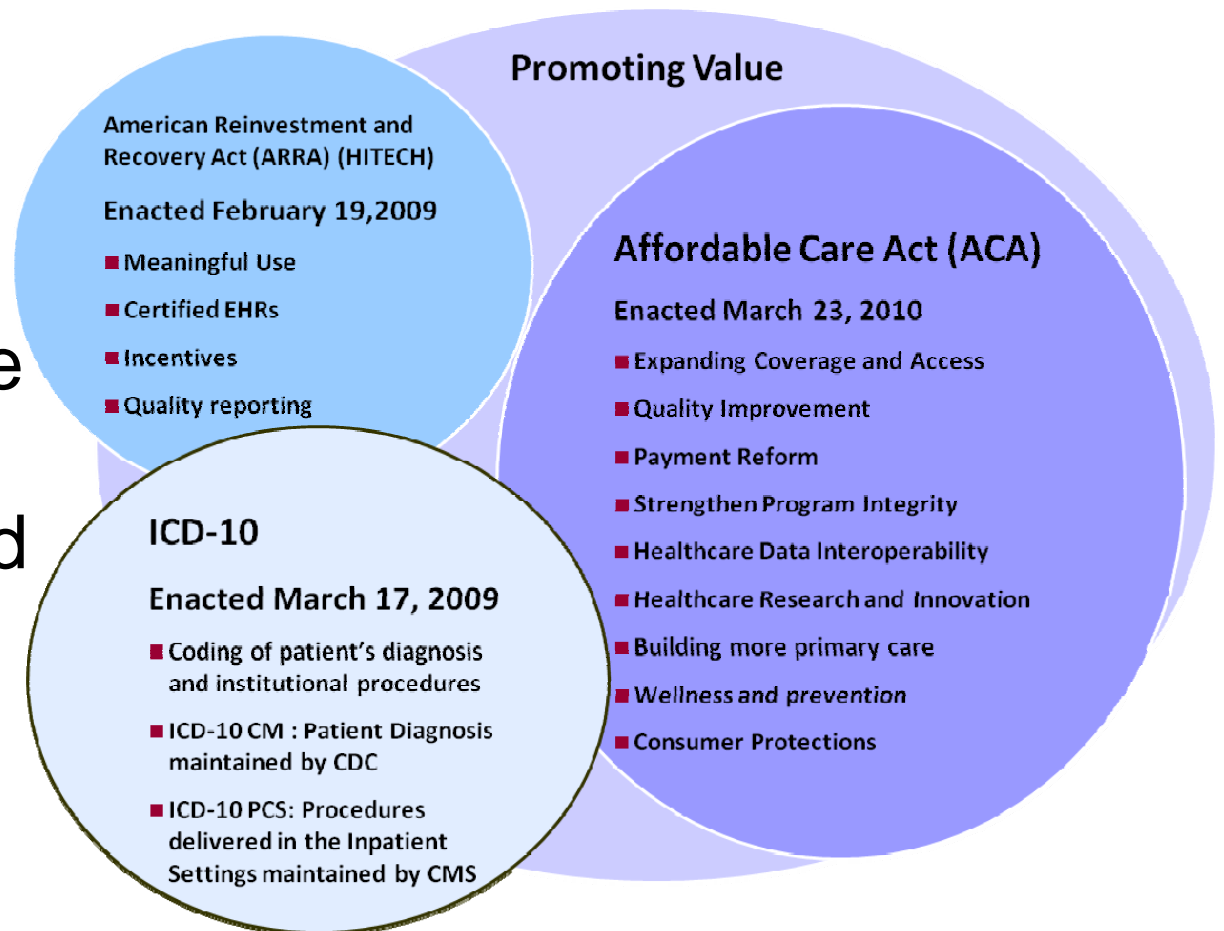 Promoting Value
American Reinvestment and
Recovery Act (ARRA) (HITECH)
Enacted February 19,2009
Meaningful Use
Certified EHRs
Incentives
Quality reporting
e
d
ICD-10
Enacted March 17, 2009
Coding of patient's diagnosis
and institutional procedures
ICD-10 CM : Patient Diagnosis
maintained by CDC
ICD-10 PCS: Procedures
delivered in the Inpatient
Settings maintained by CMS
Affordable Care Act (ACA)
Enacted March 23, 2010
Expanding Coverage and Access
Quality Improvement
Payment Reform
Strengthen Program Integrity
Healthcare Data Interoperability
Healthcare Research and Innovation
Building more primary care
Wellness and prevention
Consumer Protections